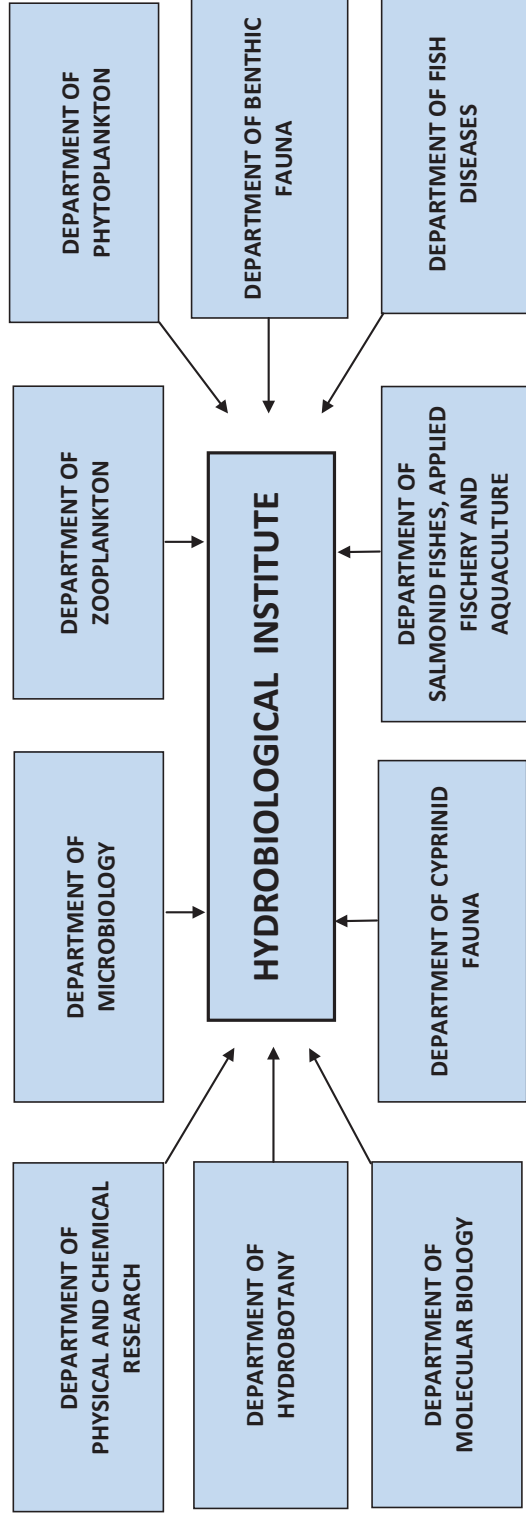 DEPARTMENT OF
PHYSICAL AND CHEMICAL
RESEARCH
DEPARTMENT OF
MICROBIOLOGY
DEPARTMENT OF
ZOOPLANKTON
DEPARTMENT OF
PHYTOPLANKTON
DEPARTMENT OF
HYDROBOTANY
HYDROBIOLOGICAL INSTITUTE
DEPARTMENT OF BENTHIC
FAUNA
DEPARTMENT OF
MOLECULAR BIOLOGY
DEPARTMENT OF CYPRINID
FAUNA
DEPARTMENT OF
SALMONID FISHES, APPLIED
FISCHERY AND
AQUACULTURE
DEPARTMENT OF FISH
DISEASES